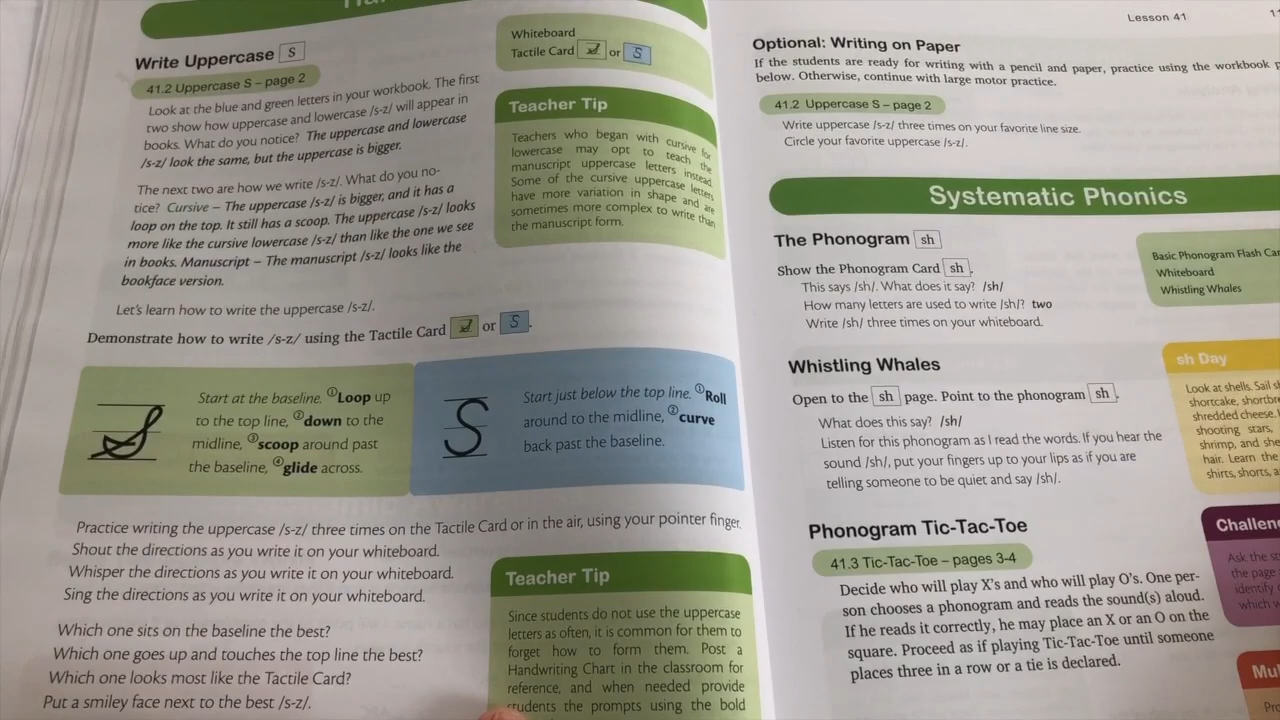 Write Uppercase S
41.2 Uppercase S – page 2
Look at the blue and green letters in your workbook. The first
two show how uppercase and lowercase /s-z/ will appear in
books. What do you notice? The uppercase and lowercase
/s-z/ look the same, but the uppercase is bigger.
The next two are how we write /s-z/. What do you no-
tice? Cursive – The uppercase /s-z/ is bigger, and it has a
loop on the top. It still has a scoop. The uppercase /s-z/ looks
more like the cursive lowercase /s-z/ than like the one we see
in books. Manuscript – The manuscript /s-z/ looks like the
bookface version.
Let's learn how to write the uppercase /s-z/.
Demonstrate how to write /s-z/ using the Tactile Card S or S.
Whiteboard
Tactile Card S or S
Teacher Tip
Teachers who began with cursive for
lowercase may opt to teach the
manuscript uppercase letters instead.
Some of the cursive uppercase letters
have more variation in shape and are
sometimes more complex to write than
the manuscript form.
S
Start at the baseline. ①Loop up
to the top line, ②down to the
midline, ③scoop around past
the baseline, ④glide across.
S
Start just below the top line. ①Roll
around to the midline, ②curve
back past the baseline.
Practice writing the uppercase /s-z/ three times on the Tactile Card or in the air, using your pointer finger.
Shout the directions as you write it on your whiteboard.
Whisper the directions as you write it on your whiteboard.
Sing the directions as you write it on your whiteboard.
Which one sits on the baseline the best?
Which one goes up and touches the top line the best?
Which one looks most like the Tactile Card?
Put a smiley face next to the best /s-z/.
Teacher Tip
Since students do not use the uppercase
letters as often, it is common for them to
forget how to form them. Post a
Handwriting Chart in the classroom for
reference, and when needed provide
students the prompts using the bold
Lesson 41
Optional: Writing on Paper
If the students are ready for writing with a pencil and paper, practice using the workbook
below. Otherwise, continue with large motor practice.
41.2 Uppercase S – page 2
Write uppercase /s-z/ three times on your favorite line size.
Circle your favorite uppercase /s-z/.
Systematic Phonics
The Phonogram sh
Show the Phonogram Card sh.
This says /sh/. What does it say? /sh/
How many letters are used to write /sh/? two
Write /sh/ three times on your whiteboard.
Basic Phonogram Flash
Whiteboard
Whistling Whales
Whistling Whales
Open to the sh page. Point to the phonogram sh.
What does this say? /sh/
Listen for this phonogram as I read the words. If you hear the
sound /sh/, put your fingers up to your lips as if you are
telling someone to be quiet and say /sh/.
sh Day
Look at shells. Sail
shortcake,
shredded cheese.
shooting stars,
shrimp, and
hair. Learn the
shirts, shorts,
Phonogram Tic-Tac-Toe
41.3 Tic-Tac-Toe – pages 3-4
Decide who will play X's and who will play O's. One per-
son chooses a phonogram and reads the sound(s) aloud.
If he reads it correctly, he may place an X or an O on the
square. Proceed as if playing Tic-Tac-Toe until someone
places three in a row or a tie is declared.
Ask the
the page
identify
which